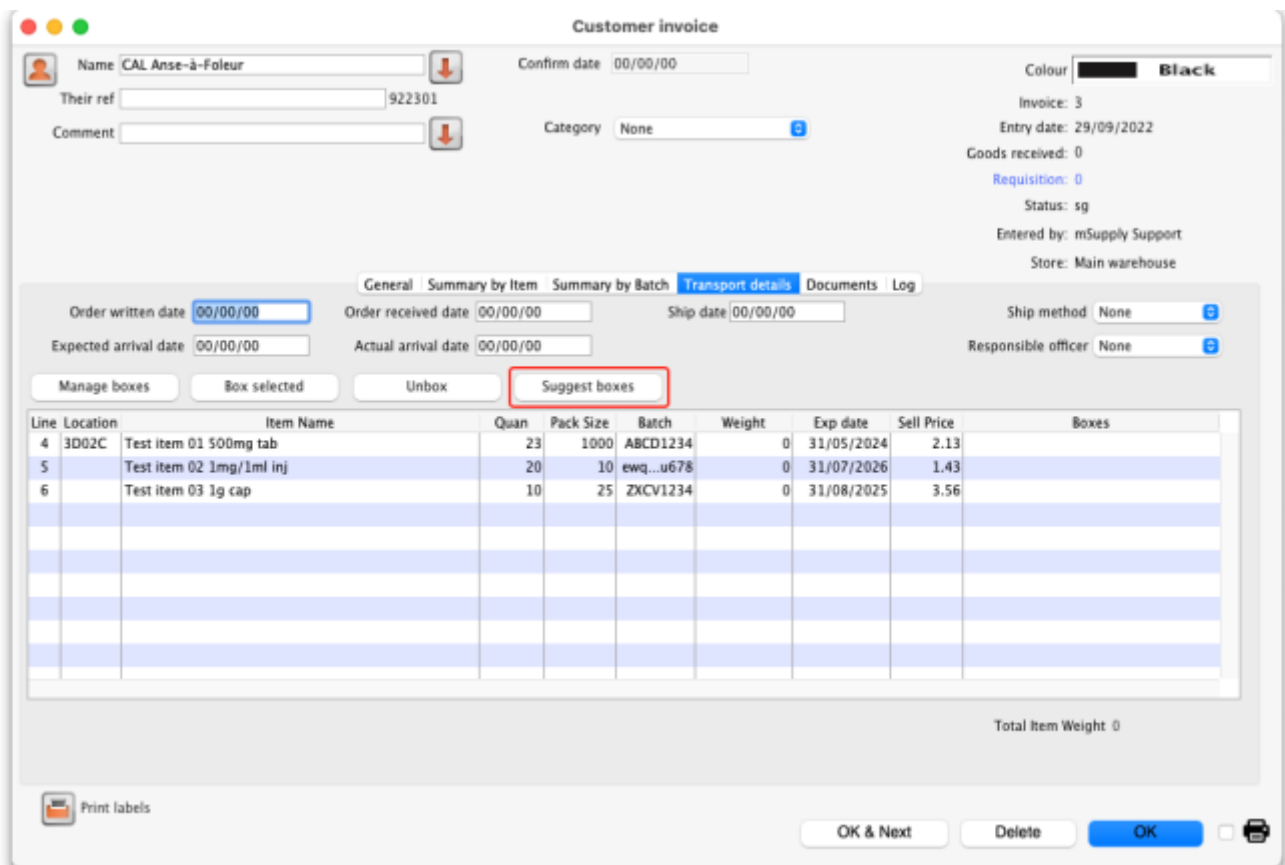 Customer invoice
Name CAL Anse-à-Foleur Confirm date 00/00/00 Colour Black
Their ref 922301 Invoice: 3
Comment Category None Entry date: 29/09/2022
Goods received: 0
Requisition: 0
Status: sg
Entered by: mSupply Support
Store: Main warehouse
General Summary by Item Summary by Batch Transport details Documents Log
Order written date 00/00/00 Order received date 00/00/00 Ship date 00/00/00 Ship method None
Expected arrival date 00/00/00 Actual arrival date 00/00/00 Responsible officer None
Manage boxes Box selected Unbox Suggest boxes
Line Location Item Name Quan Pack Size Batch Weight Exp date Sell Price Boxes
4 3D02C Test item 01 500mg tab 23 1000 ABCD1234 0 31/05/2024 2.13
5 Test item 02 1mg/1ml inj 20 10 ewq...u678 0 31/07/2026 1.43
6 Test item 03 1g cap 10 25 ZXCV1234 0 31/08/2025 3.56
Total Item Weight 0
Print labels
OK & Next Delete OK